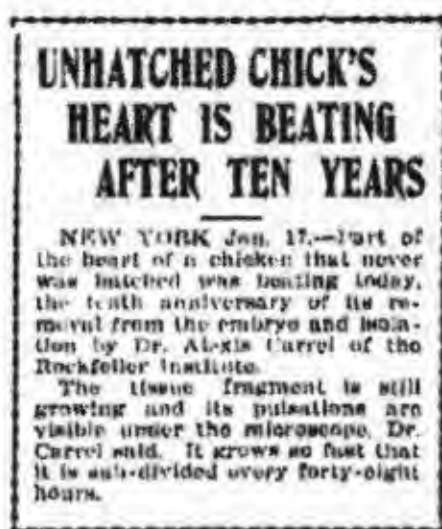 UNHATCHED CHICK'S
HEART IS BEATING
AFTER TEN YEARS
NEW YORK Jan. 17.—Part of
the heart of a chicken that never
was hatched was beating today,
the tenth anniversary of its re-
moval from the embryo and isola-
tion by Dr. Alexis Carrel of the
Rockfeller Institute.
The tissue fragment is still
growing and its pulsations are
visible under the microscope, Dr.
Carrel said. It grows so fast that
it is sub-divided every forty-eight
hours.